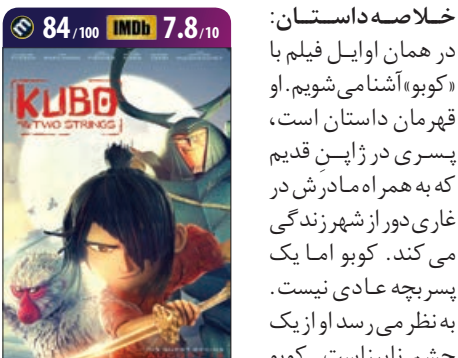 84/100 IMDb 7.8/10
KUBO
TWO STRINGS
خلاصه داستان:
در همان اوایل فیلم با
«کوبو» آشنا می‌شویم. او
قهرمان داستان است،
پسری در ژاپنِ قدیم
که به همراه مادرش در
غاری دور از شهر زندگی
می کند. کوبو اما یک
پسربچه عادی نیست.
به نظر می رسد او از یک